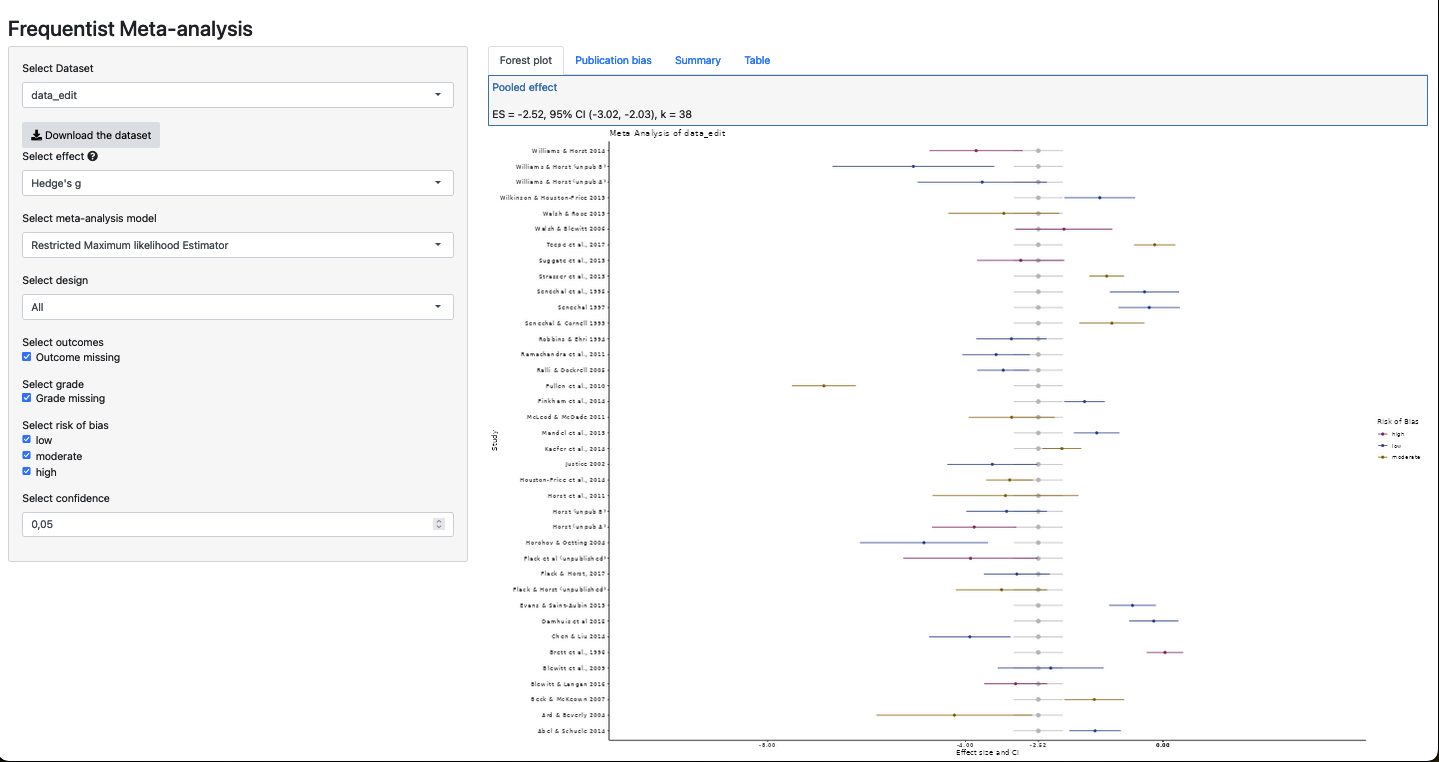 Frequentist Meta-analysis
Select Dataset
data_edit
Download the dataset
Select effect
Hedge's g
Select meta-analysis model
Restricted Maximum likelihood Estimator
Select design
All
Select outcomes
Outcome missing
Select grade
Grade missing
Select risk of bias
low
moderate
high
Select confidence
0,05
Forest plot Publication bias Summary Table
Pooled effect
ES = -2.52, 95% CI (-3.02, -2.03), k = 38
Meta Analysis of data_edit
Study
Williams & Horst 2014
Williams & Horst (unpub B)
Williams & Horst (unpub A)
Wilkinson & Houston-Price 2013
Walsh & Rose 2013
Walsh & Blewitt 2006
Teepe et al., 2017
Suggate et al., 2013
Strasser et al., 2013
Senechal et al., 1995
Senechal 1997
Senechal & Cornell 1993
Robbins & Ehri 1994
Ramachandra et al., 2011
Ralli & Dockrell 2005
Pullen et al., 2010
Pinkham et al., 2014
McLeod & McDade 2011
Mandel et al., 2013
Kaefer et al., 2014
Justice 2002
Houston-Price et al., 2014
Horst et al., 2011
Horst (unpub B)
Horst (unpub A)
Horohov & Oetting 2004
Flack et al (unpublished)
Flack & Horst, 2017
Flack & Horst (unpublished)
Evans & Saint-Aubin 2013
Damhuis et al 2015
Chen & Liu 2014
Brett et al., 1996
Blewitt et al., 2009
Blewitt & Langan 2016
Beck & McKeown 2007
Ard & Beverly 2004
Abel & Schuele 2014
-8.00 -4.00 -2.52 0.00
Effect size and CI
Risk of Bias
high
low
moderate